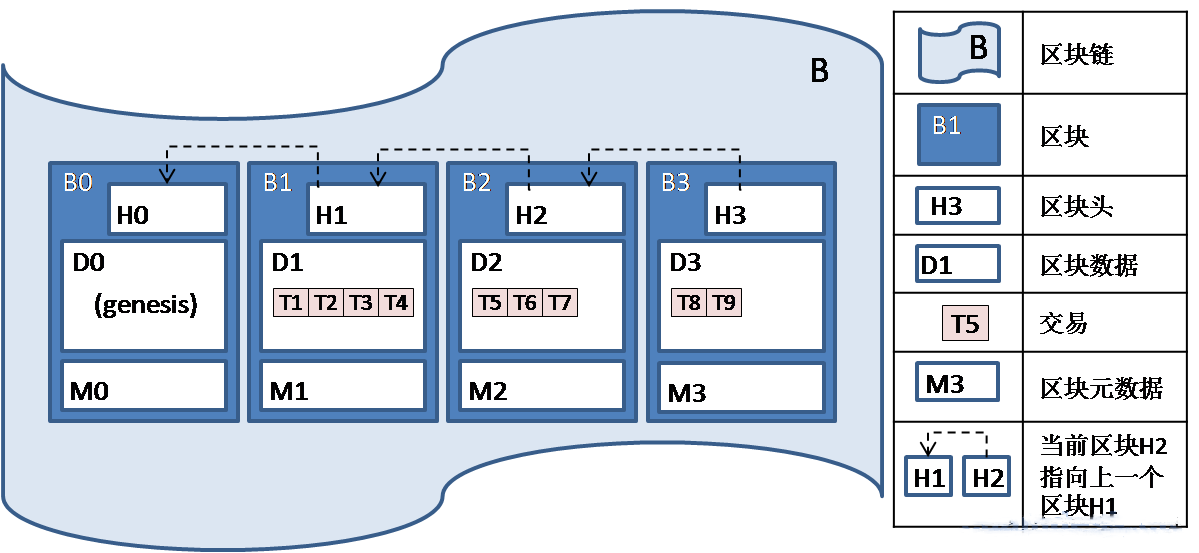 B
B0
B1
B2
B3
H0
H1
H2
H3
D0
(genesis)
D1
T1 T2 T3 T4
D2
T5 T6 T7
D3
T8 T9
M0
M1
M2
M3
B 区块链
B1 区块
H3 区块头
D1 区块数据
T5 交易
M3 区块元数据
H1 H2
当前区块H2
指向上一个
区块H1